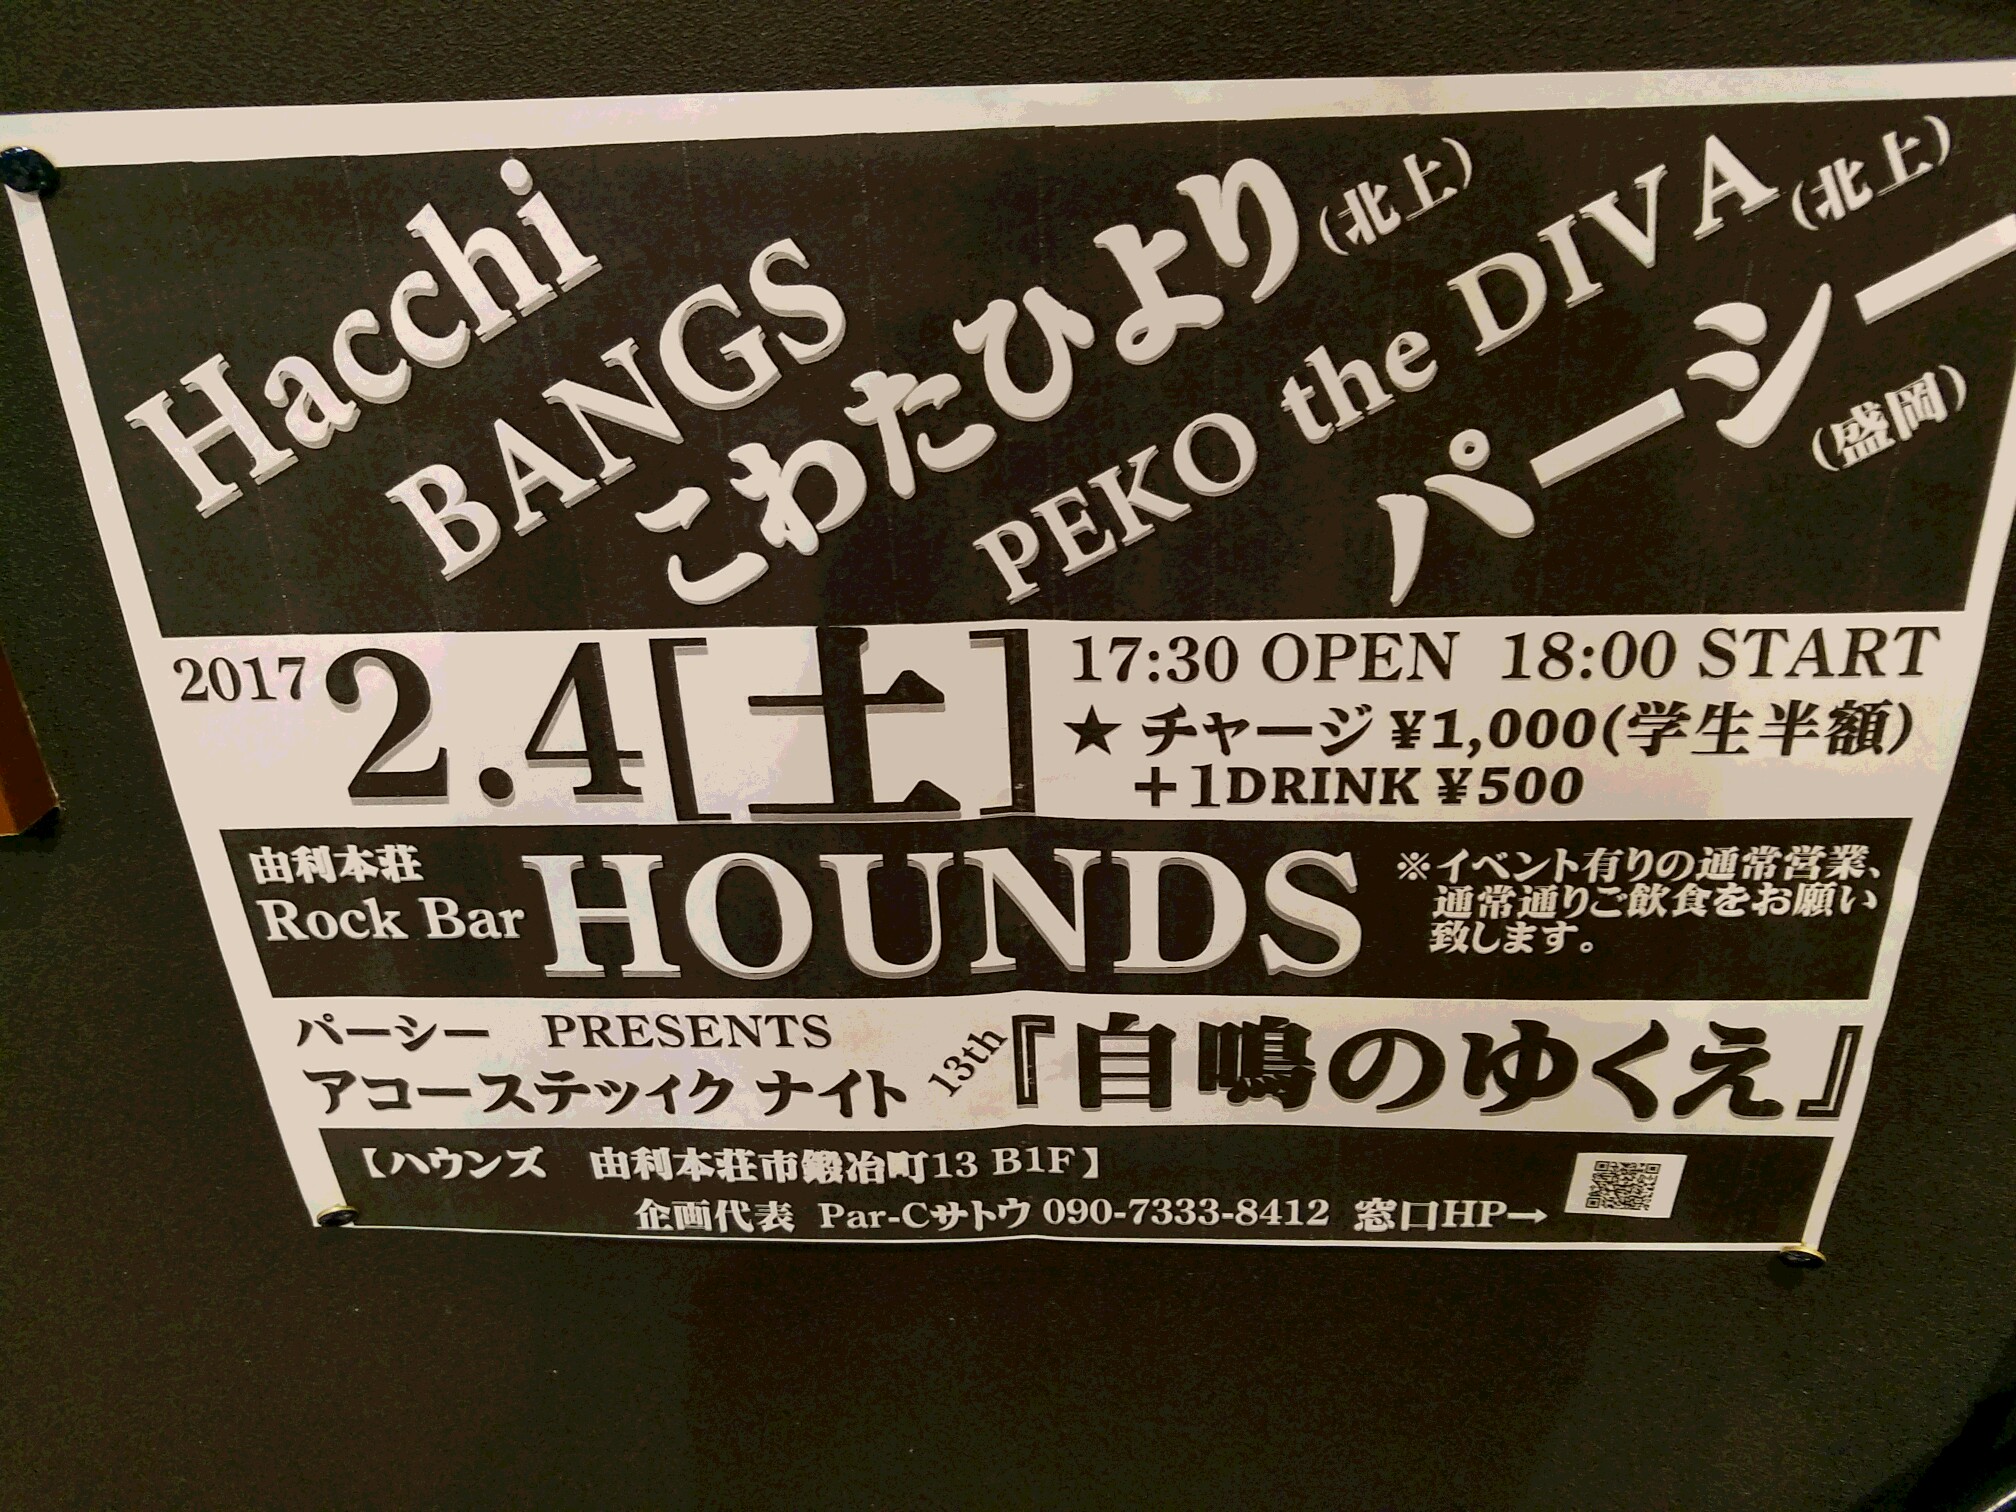 Hacchi
BANGS
こわたひより(北上)
PEKO the DIVA(北上)
パーシー
(盛岡)
2017 2.4[土]
17:30 OPEN 18:00 START
★ チャージ ¥1,000(学生半額)
+1DRINK ¥500
由利本荘
Rock Bar HOUNDS
※イベント有りの通常営業、
通常通りご飲食をお願い
致します。
パーシー PRESENTS
アコーステッィク ナイト 13th『自鳴のゆくえ』
【ハウンズ 由利本荘市鍛冶町13 B1F】
企画代表 Par-Cサトウ 090-7333-8412 窓口HP→